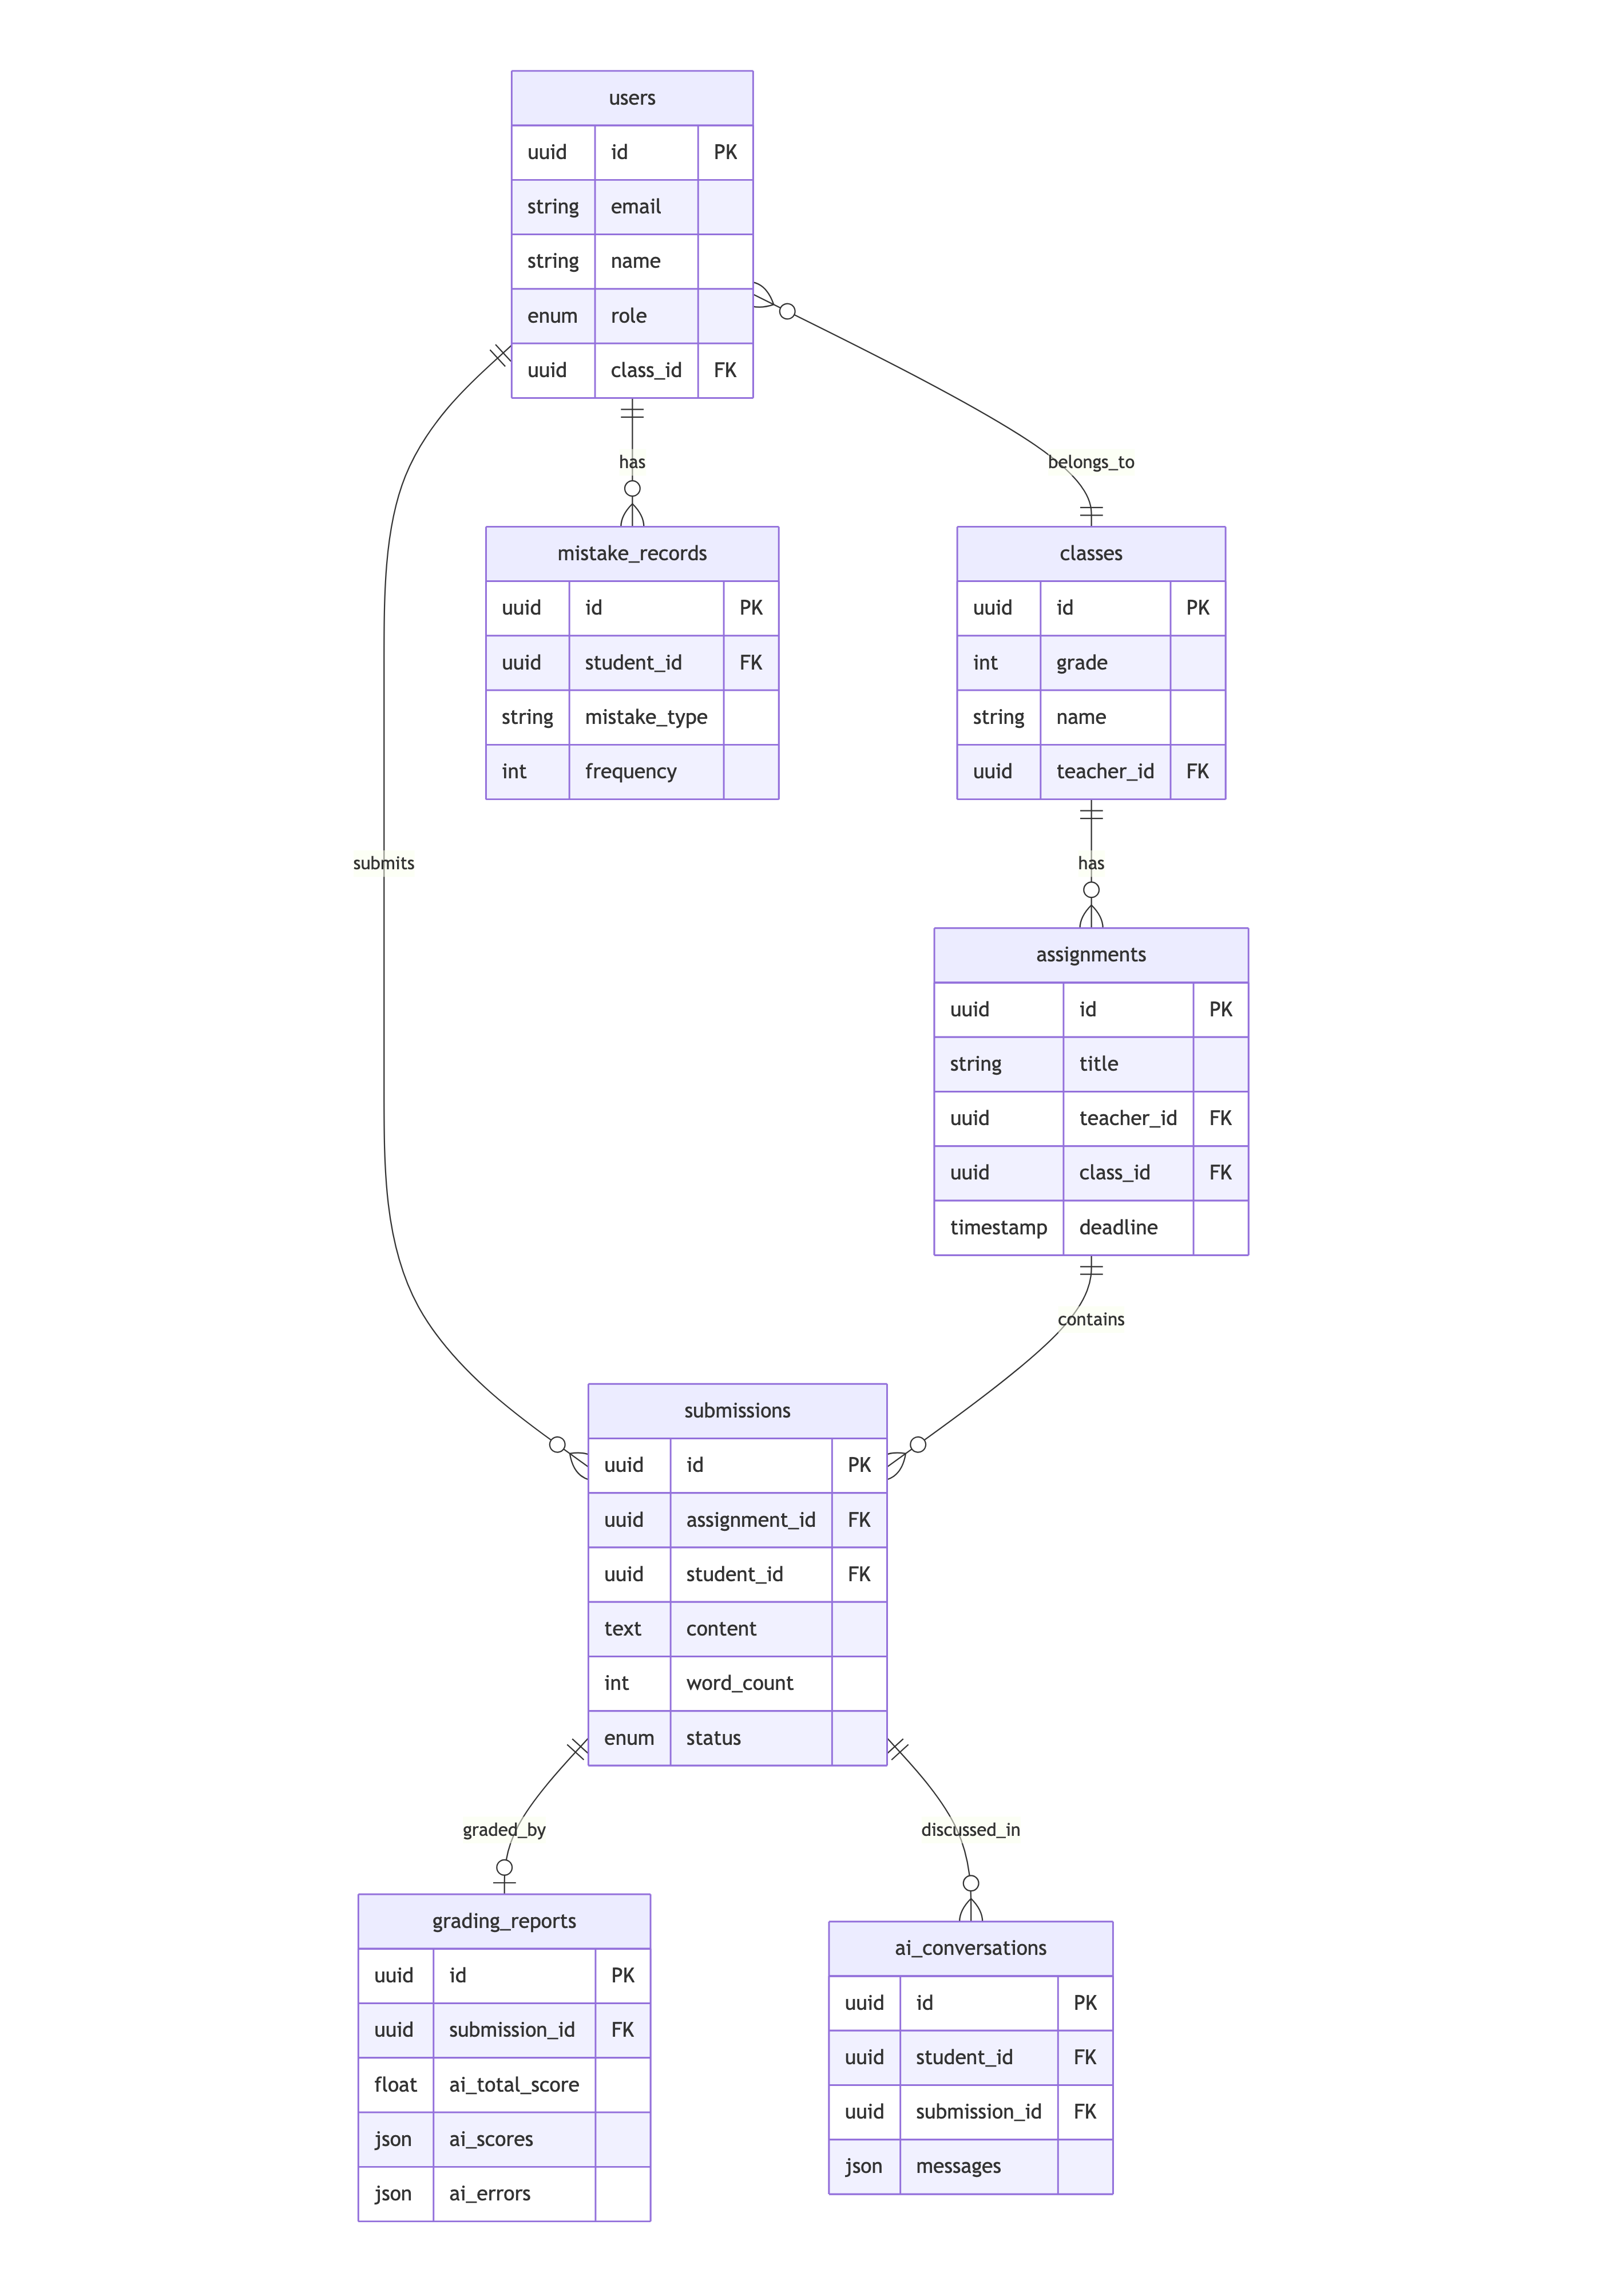 users
uuid id PK
string email
string name
enum role
uuid class_id FK
has
belongs_to
mistake_records
uuid id PK
uuid student_id FK
string mistake_type
int frequency
classes
uuid id PK
int grade
string name
uuid teacher_id FK
submits
has
assignments
uuid id PK
string title
uuid teacher_id FK
uuid class_id FK
timestamp deadline
contains
submissions
uuid id PK
uuid assignment_id FK
uuid student_id FK
text content
int word_count
enum status
graded_by
discussed_in
grading_reports
uuid id PK
uuid submission_id FK
float ai_total_score
json ai_scores
json ai_errors
ai_conversations
uuid id PK
uuid student_id FK
uuid submission_id FK
json messages